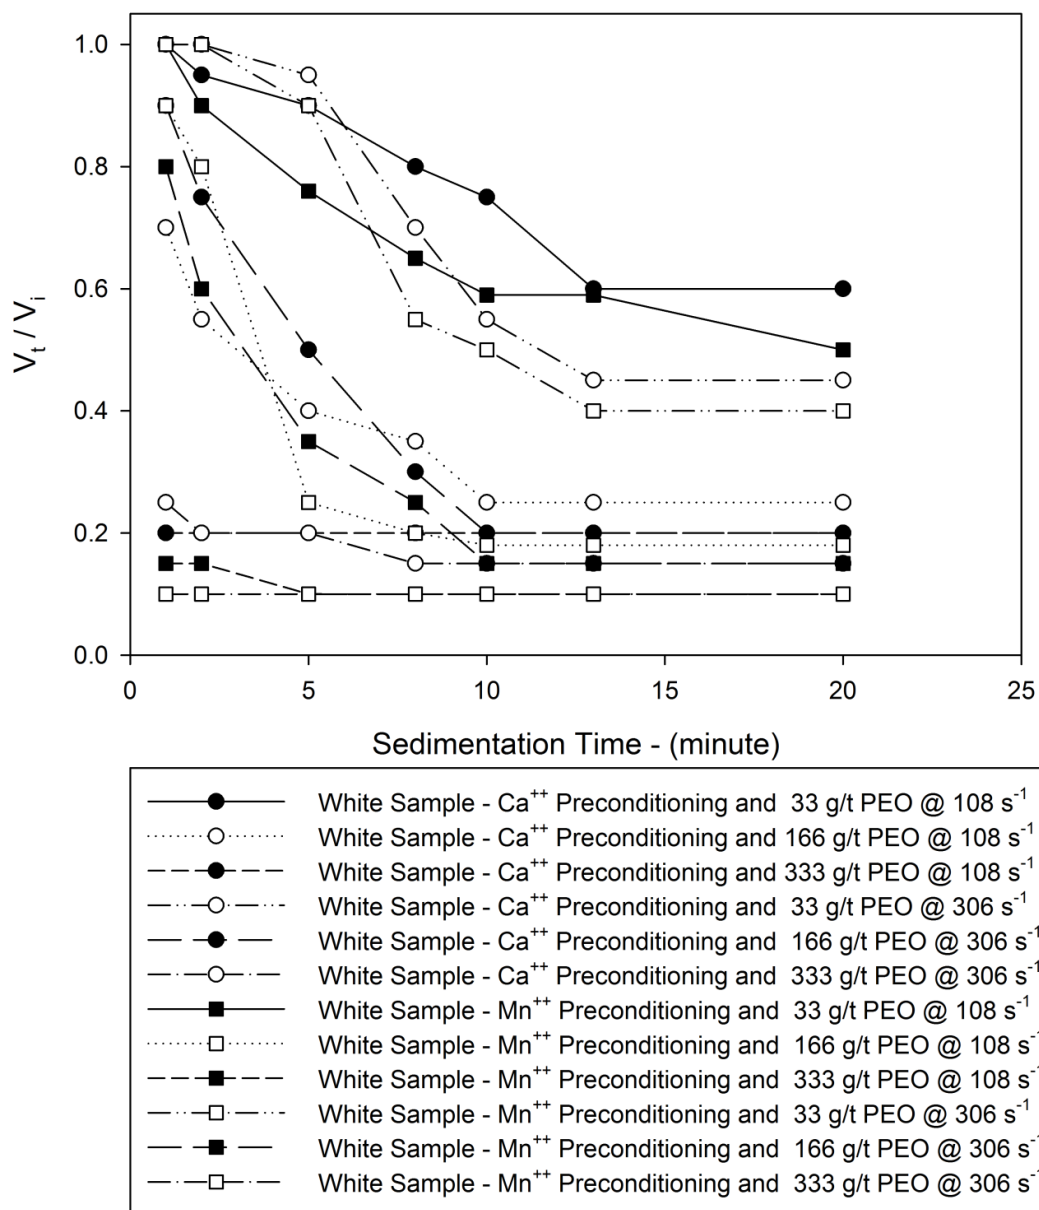 1.0
0.8
0.6
0.4
0.2
0.0
V_t / V_i
0 5 10 15 20 25
Sedimentation Time - (minute)
White Sample - Ca⁺⁺ Preconditioning and 33 g/t PEO @ 108 s⁻¹
White Sample - Ca⁺⁺ Preconditioning and 166 g/t PEO @ 108 s⁻¹
White Sample - Ca⁺⁺ Preconditioning and 333 g/t PEO @ 108 s⁻¹
White Sample - Ca⁺⁺ Preconditioning and 33 g/t PEO @ 306 s⁻¹
White Sample - Ca⁺⁺ Preconditioning and 166 g/t PEO @ 306 s⁻¹
White Sample - Ca⁺⁺ Preconditioning and 333 g/t PEO @ 306 s⁻¹
White Sample - Mn⁺⁺ Preconditioning and 33 g/t PEO @ 108 s⁻¹
White Sample - Mn⁺⁺ Preconditioning and 166 g/t PEO @ 108 s⁻¹
White Sample - Mn⁺⁺ Preconditioning and 333 g/t PEO @ 108 s⁻¹
White Sample - Mn⁺⁺ Preconditioning and 33 g/t PEO @ 306 s⁻¹
White Sample - Mn⁺⁺ Preconditioning and 166 g/t PEO @ 306 s⁻¹
White Sample - Mn⁺⁺ Preconditioning and 333 g/t PEO @ 306 s⁻¹